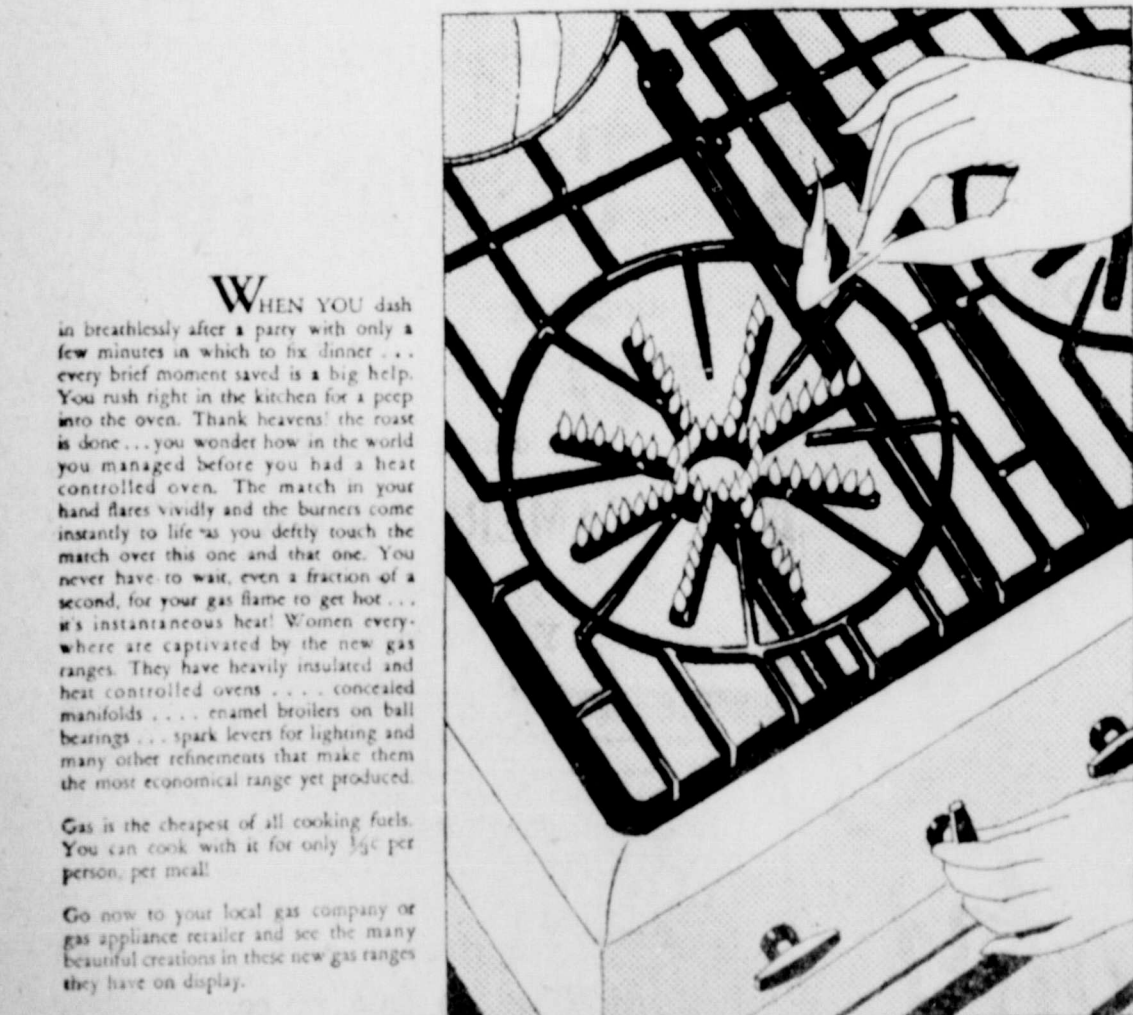 WHEN YOU dash
in breathlessly after a party with only a
few minutes in which to fix dinner ...
every brief moment saved is a big help.
You rush right in the kitchen for a peep
into the oven. Thank heavens! the roast
is done ... you wonder how in the world
you managed before you had a heat
controlled oven. The match in your
hand flares vividly and the burners come
instantly to life as you deftly touch the
match over this one and that one. You
never have to wait, even a fraction of a
second, for your gas flame to get hot ...
it's instantaneous heat! Women every-
where are captivated by the new gas
ranges. They have heavily insulated and
heat controlled ovens .... concealed
manifolds .... enamel broilers on ball
bearings ... spark levers for lighting and
many other refinements that make them
the most economical range yet produced.
Gas is the cheapest of all cooking fuels.
You can cook with it for only per
person, per meal!
Go now to your local gas company or
gas appliance retailer and see the many
beautiful creations in these new gas ranges
they have on display.